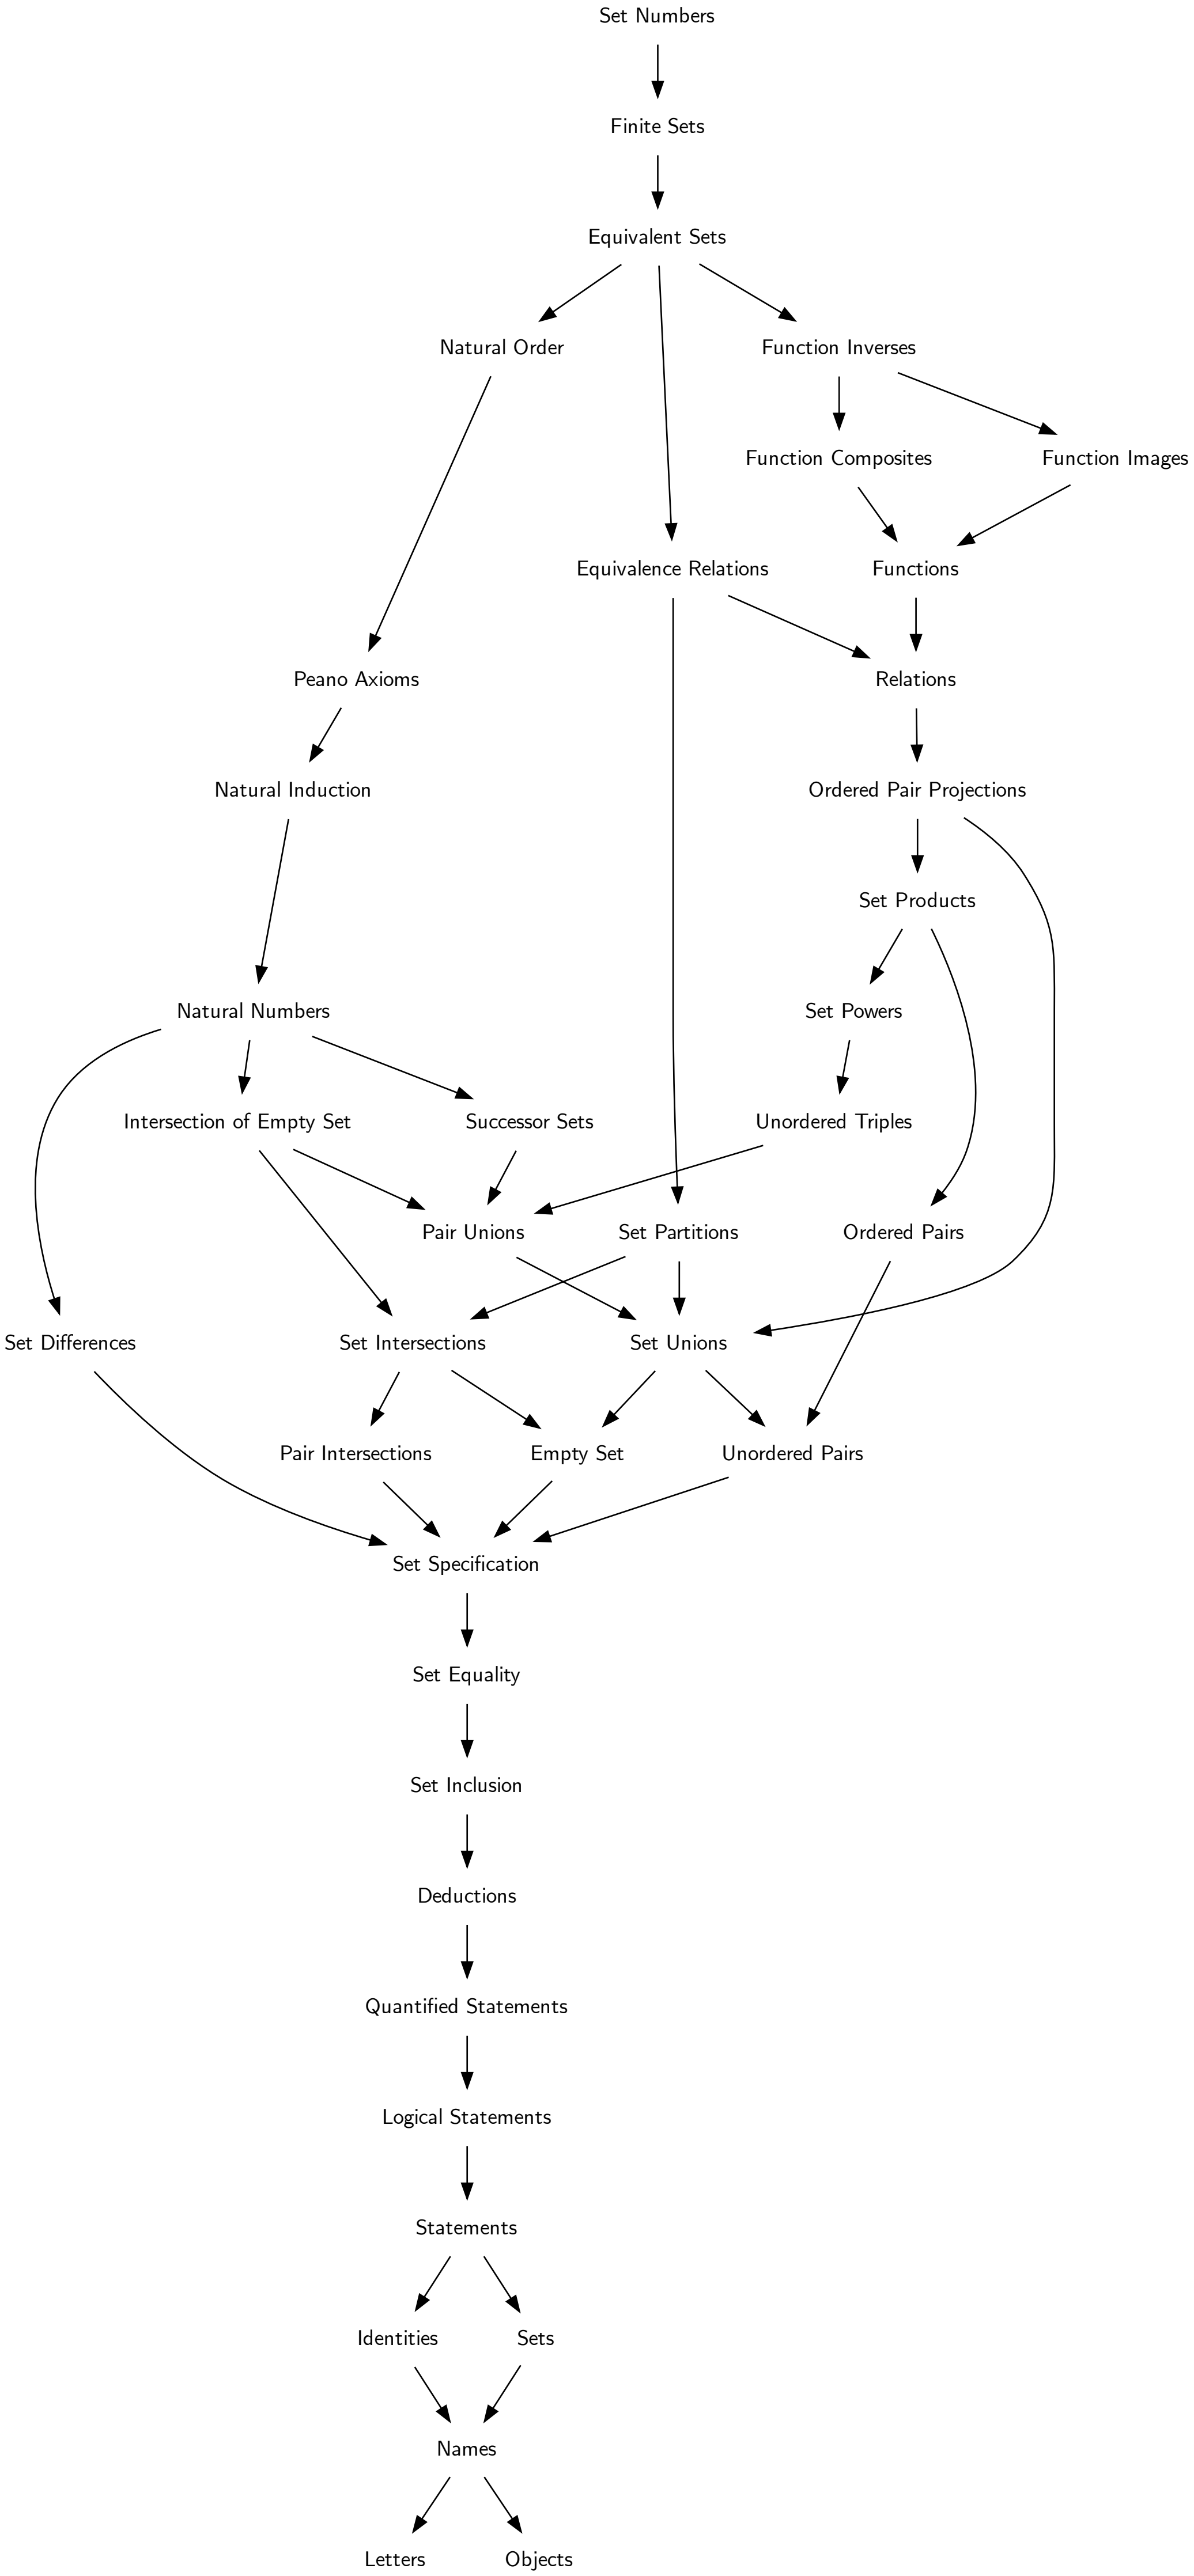 Set Numbers
Finite Sets
Equivalent Sets
Natural Order
Function Inverses
Function Composites
Function Images
Equivalence Relations
Functions
Peano Axioms
Relations
Natural Induction
Ordered Pair Projections
Set Products
Natural Numbers
Set Powers
Intersection of Empty Set
Successor Sets
Unordered Triples
Pair Unions
Set Partitions
Ordered Pairs
Set Differences
Set Intersections
Set Unions
Pair Intersections
Empty Set
Unordered Pairs
Set Specification
Set Equality
Set Inclusion
Deductions
Quantified Statements
Logical Statements
Statements
Identities
Sets
Names
Letters
Objects